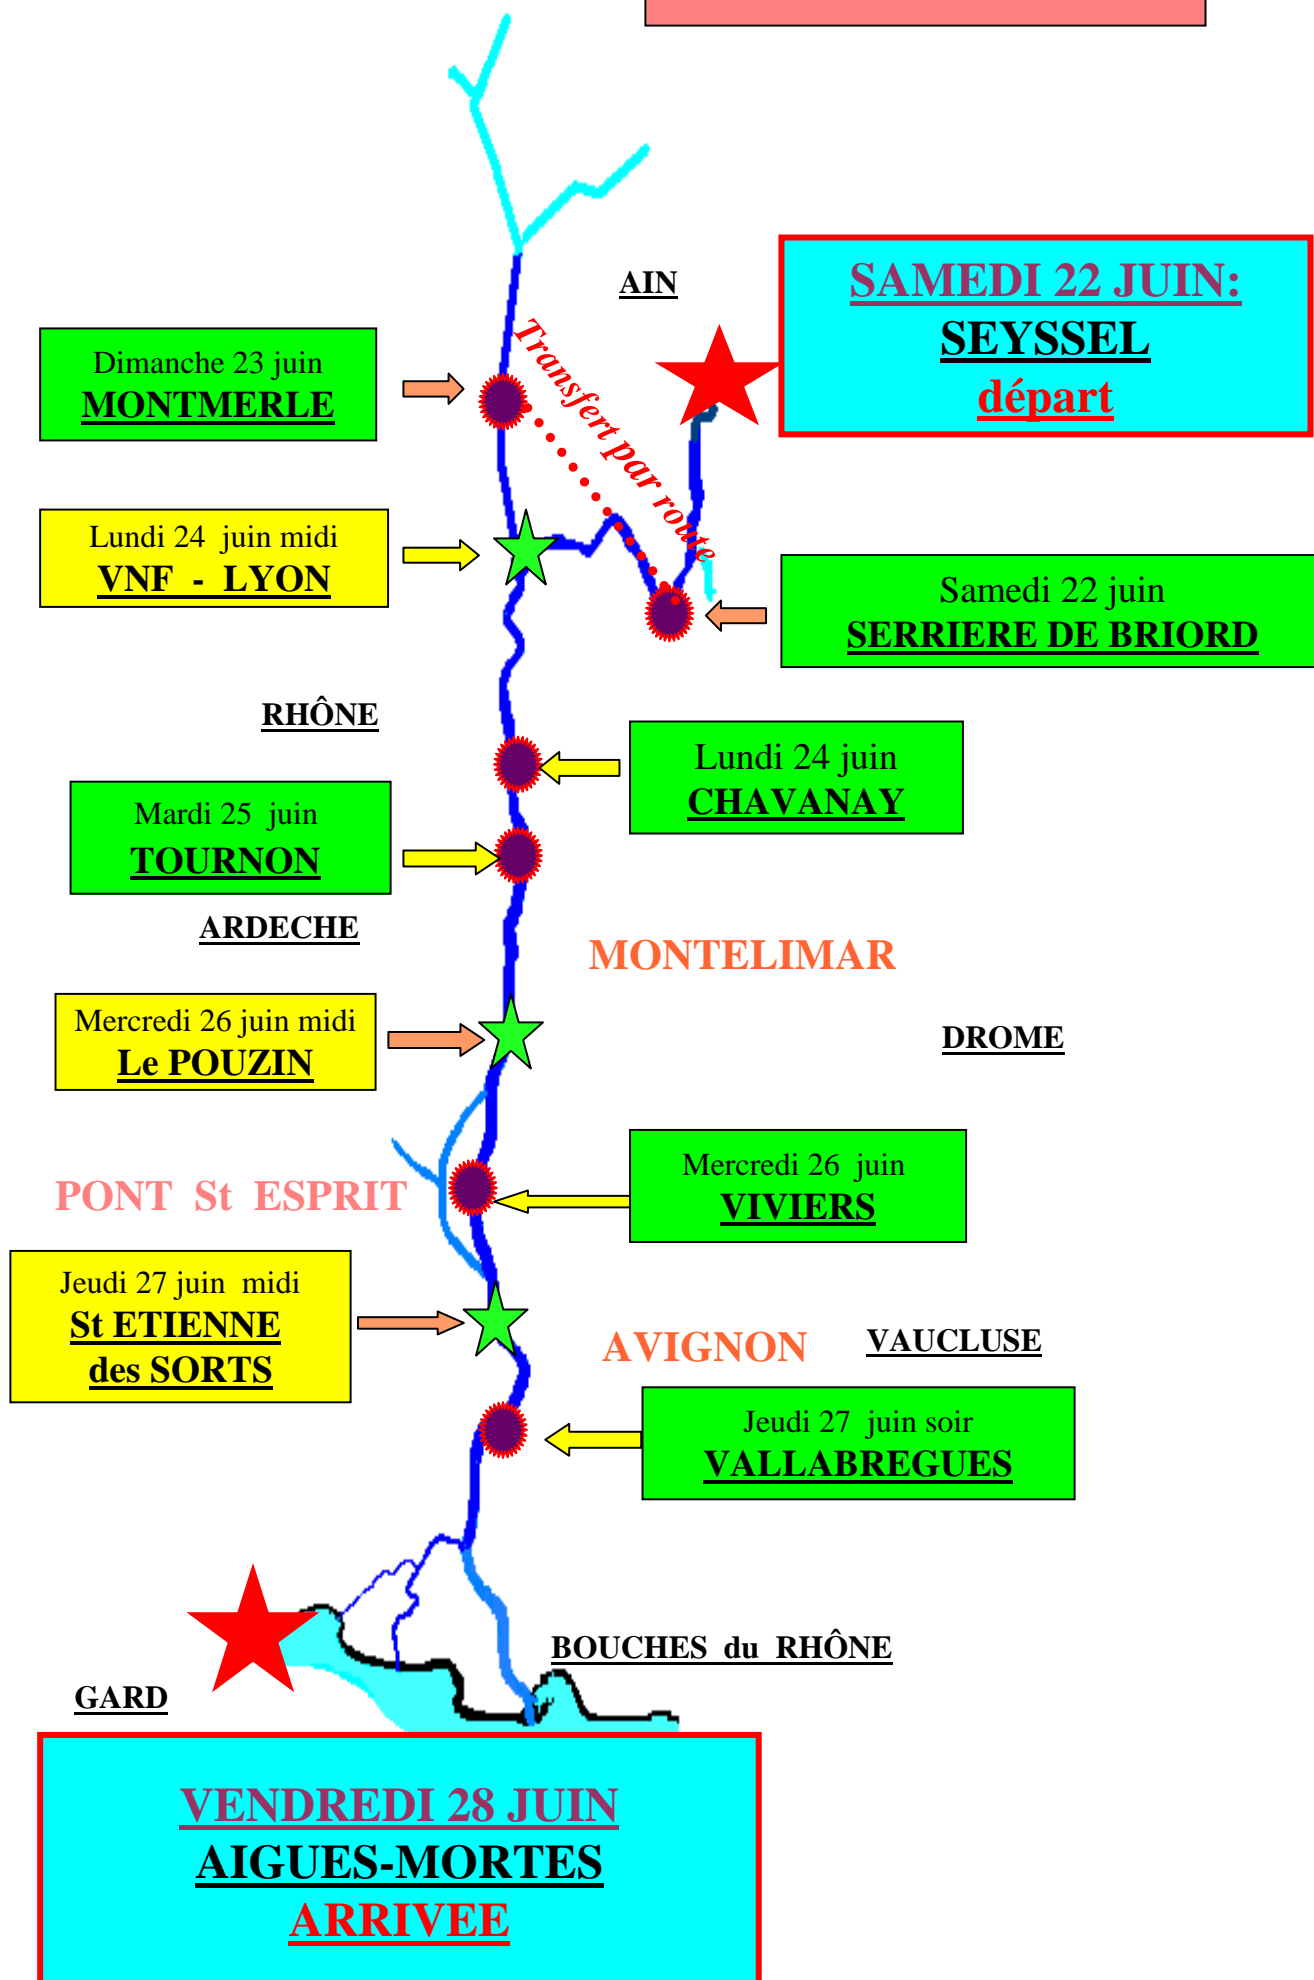 AIN
SAMEDI 22 JUIN:
SEYSSEL
départ
Transfert par route
Dimanche 23 juin
MONTMERLE
Lundi 24 juin midi
VNF - LYON
Samedi 22 juin
SERRIERE DE BRIORD
RHÔNE
Lundi 24 juin
CHAVANAY
Mardi 25 juin
TOURNON
ARDECHE
MONTELIMAR
Mercredi 26 juin midi
Le POUZIN
DROME
Mercredi 26 juin
VIVIERS
PONT St ESPRIT
Jeudi 27 juin midi
St ETIENNE
des SORTS
AVIGNON
VAUCLUSE
Jeudi 27 juin soir
VALLABREGUES
BOUCHES du RHÔNE
GARD
VENDREDI 28 JUIN
AIGUES-MORTES
ARRIVEE